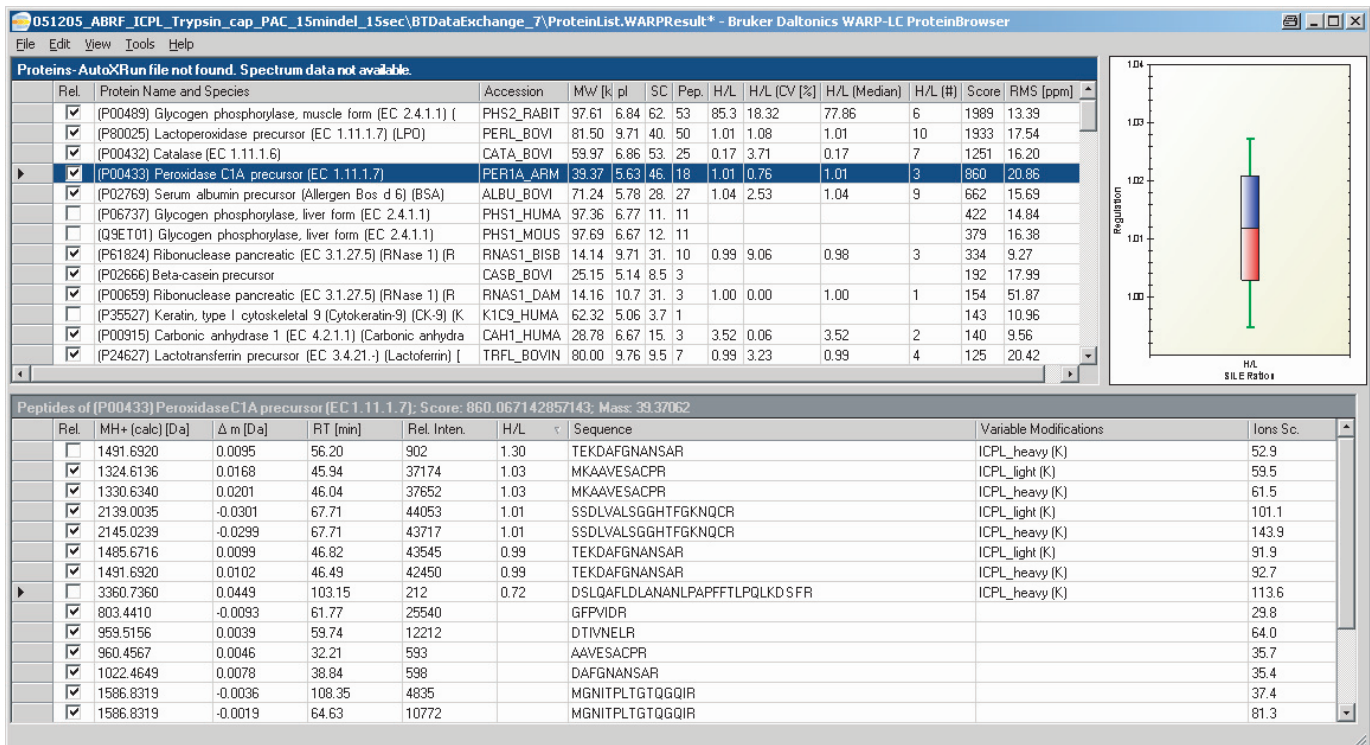 051205_ABRF_ICPL_Trypsin_cap_PAC_15mindel_15sec\BTDataExchange_7\ProteinList.WARPResult* - Bruker Daltonics WARP-LC ProteinBrowser
File Edit View Tools Help
Proteins-AutoXRun file not found. Spectrum data not available.
Rel. Protein Name and Species Accession MW [k pI SC Pep. H/L H/L (CV [%] H/L (Median) H/L (#) Score RMS [ppm]
(P00489) Glycogen phosphorylase, muscle form (EC 2.4.1.1) ( PHS2_RABIT 97.61 6.84 62. 53 85.3 18.32 77.86 6 1989 13.39
(P80025) Lactoperoxidase precursor (EC 1.11.1.7) (LPO) PERL_BOVI 81.50 9.71 40. 50 1.01 1.08 1.01 10 1933 17.54
(P00432) Catalase (EC 1.11.1.6) CATA_BOVI 59.97 6.86 53. 25 0.17 3.71 0.17 7 1251 16.20
(P00433) Peroxidase C1A precursor (EC 1.11.1.7) PER1A_ARM 39.37 5.63 46. 18 1.01 0.76 1.01 3 860 20.86
(P02769) Serum albumin precursor (Allergen Bos d 6) (BSA) ALBU_BOVI 71.24 5.78 28. 27 1.04 2.53 1.04 9 662 15.69
(P06737) Glycogen phosphorylase, liver form (EC 2.4.1.1) PHS1_HUMA 97.36 6.77 11. 11 422 14.84
(Q9ET01) Glycogen phosphorylase, liver form (EC 2.4.1.1) PHS1_MOUS 97.69 6.67 12. 11 379 16.38
(P61824) Ribonuclease pancreatic (EC 3.1.27.5) (RNase 1) (R RNAS1_BISB 14.14 9.71 31. 10 0.99 9.06 0.98 3 334 9.27
(P02666) Beta-casein precursor CASB_BOVI 25.15 5.14 8.5 3 192 17.99
(P00659) Ribonuclease pancreatic (EC 3.1.27.5) (RNase 1) (R RNAS1_DAM 14.16 10.7 31. 3 1.00 0.00 1.00 1 154 51.87
(P35527) Keratin, type I cytoskeletal 9 (Cytokeratin-9) (CK-9) (K K1C9_HUMA 62.32 5.06 3.7 1 143 10.96
(P00915) Carbonic anhydrase 1 (EC 4.2.1.1) (Carbonic anhydra CAH1_HUMA 28.78 6.67 15. 3 3.52 0.06 3.52 2 140 9.56
(P24627) Lactotransferrin precursor (EC 3.4.21.-) (Lactoferrin) [ TRFL_BOVIN 80.00 9.76 9.5 7 0.99 3.23 0.99 4 125 20.42
1.04
1.03
1.02
1.01
1.00
Regulation
H/L
SILE Ration
Peptides of (P00433) Peroxidase C1A precursor (EC 1.11.1.7); Score: 860.067142857143; Mass: 39.37062
Rel. MH+ (calc) [Da] Δ m [Da] RT [min] Rel. Inten. H/L Sequence Variable Modifications Ions Sc.
1491.6920 0.0095 56.20 902 1.30 TEKDAFGNANSAR ICPL_heavy (K) 52.9
1324.6136 0.0168 45.94 37174 1.03 MKAAVESACPR ICPL_light (K) 59.5
1330.6340 0.0201 46.04 37652 1.03 MKAAVESACPR ICPL_heavy (K) 61.5
2139.0035 -0.0301 67.71 44053 1.01 SSDLVALSGGHTFGKNQCR ICPL_light (K) 101.1
2145.0239 -0.0299 67.71 43717 1.01 SSDLVALSGGHTFGKNQCR ICPL_heavy (K) 143.9
1485.6716 0.0099 46.82 43545 0.99 TEKDAFGNANSAR ICPL_light (K) 91.9
1491.6920 0.0102 46.49 42450 0.99 TEKDAFGNANSAR ICPL_heavy (K) 92.7
3360.7360 0.0449 103.15 212 0.72 DSLQAFLDLANANLPAPFFTLPQLKDSFR ICPL_heavy (K) 113.6
803.4410 -0.0093 61.77 25540 GFPVIDR 29.8
959.5156 0.0039 59.74 12212 DTIVNELR 64.0
960.4567 0.0046 32.21 593 AAVESACPR 35.7
1022.4649 0.0078 38.84 598 DAFGNANSAR 35.4
1586.8319 -0.0036 108.35 4835 MGNITPLTGTQGQIR 37.4
1586.8319 -0.0019 64.63 10772 MGNITPLTGTQGQIR 81.3